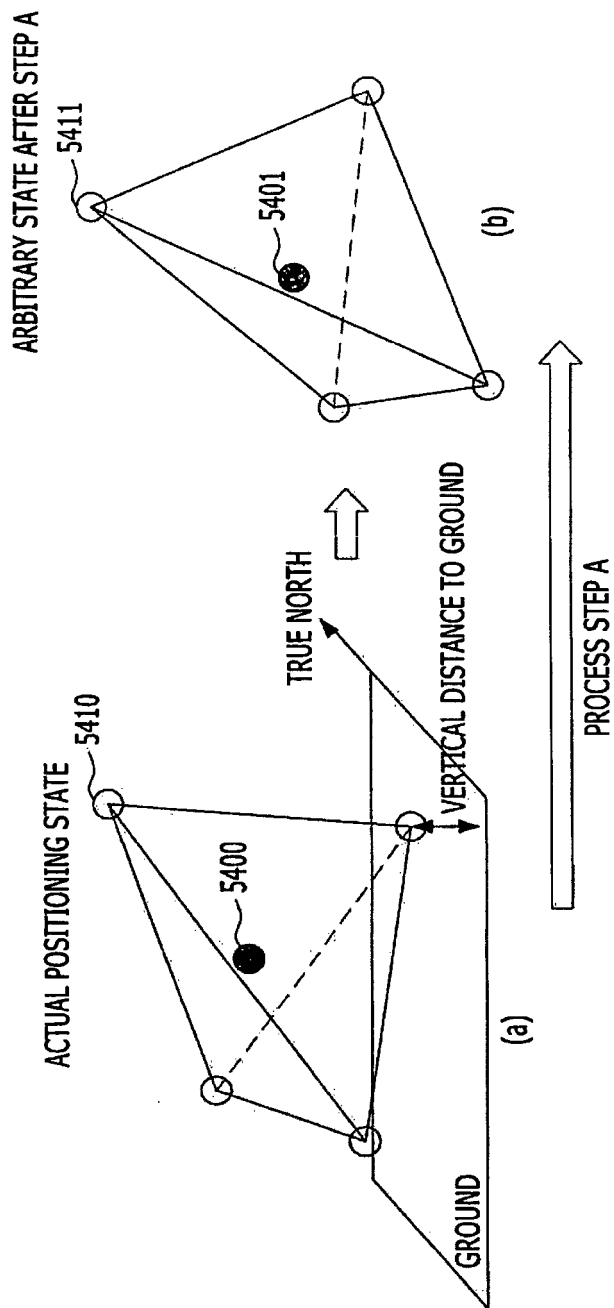 ACTUAL POSITIONING STATE
5410
5400
TRUE NORTH
VERTICAL DISTANCE TO GROUND
GROUND
(a)
ARBITRARY STATE AFTER STEP A
5411
5401
(b)
PROCESS STEP A